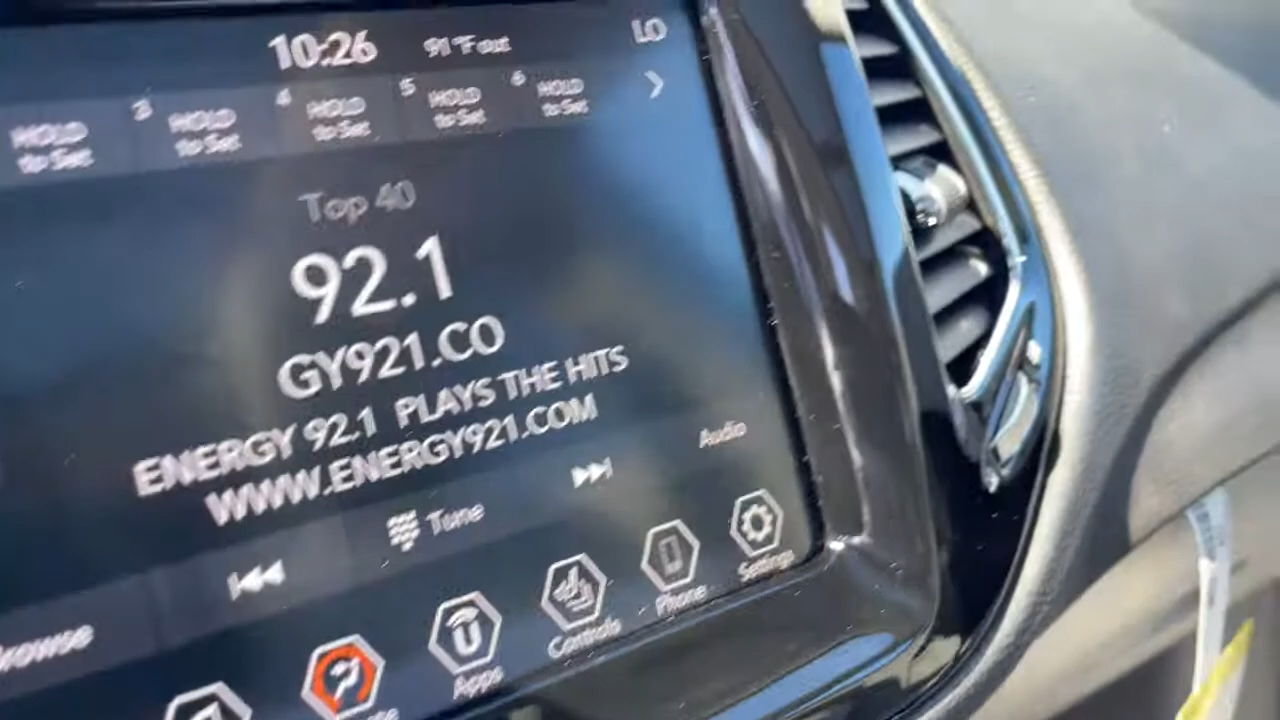 10:26 91°F out LO
HOLD to Set
3 HOLD to Set
4 HOLD to Set
5 HOLD to Set
6 HOLD to Set
Top 40
92.1
GY921.CO
ENERGY 92.1 PLAYS THE HITS
WWW.ENERGY921.COM
Audio
Tune
Settings
Phone
Controls
Apps